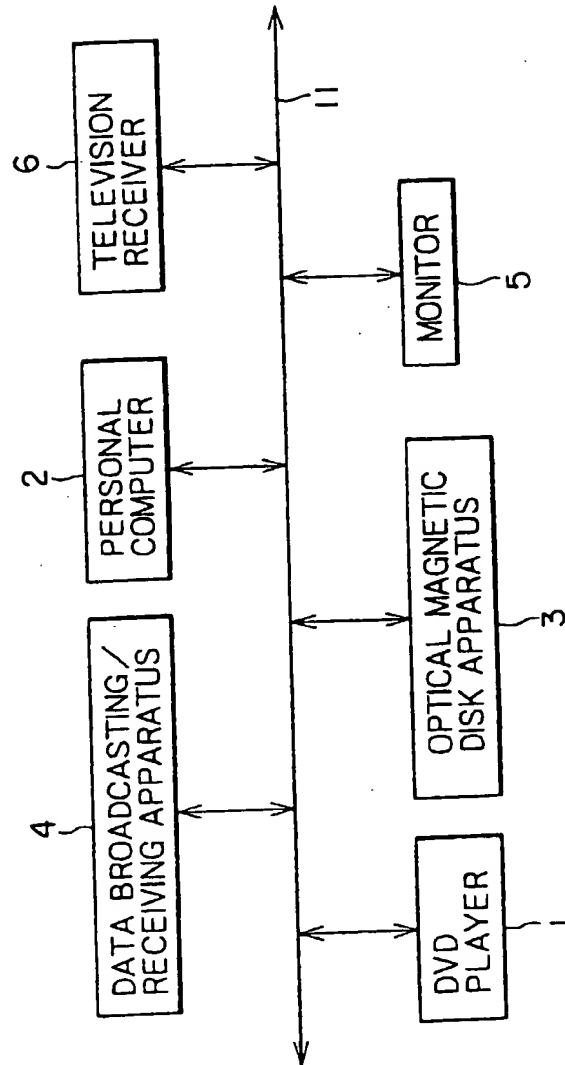 4
DATA BROADCASTING/
RECEIVING APPARATUS
2
PERSONAL
COMPUTER
6
TELEVISION
RECEIVER
11
DVD
PLAYER
1
OPTICAL MAGNETIC
DISK APPARATUS
3
MONITOR
5